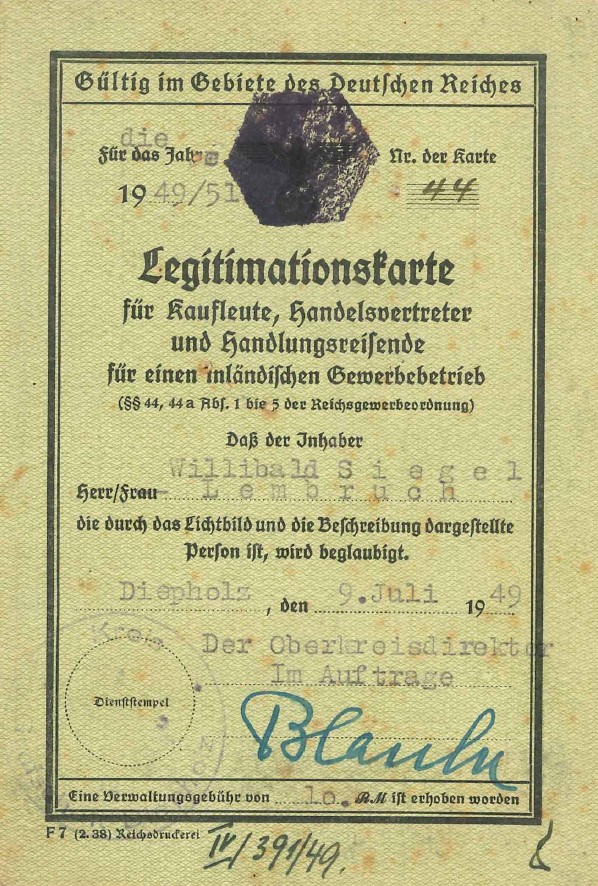 Gültig im Gebiete des Deutschen Reiches
die
Für das Jahr e Nr. der Karte
1949/51 44
Legitimationskarte
für Kaufleute, Handelsvertreter
und Handlungsreisende
für einen inländischen Gewerbebetrieb
(§§ 44, 44a Abs. 1 bis 5 der Reichsgewerbeordnung)
Daß der Inhaber
Willibald Siegel
Herr/Frau Lembruch
die durch das Lichtbild und die Beschreibung dargestellte
Person ist, wird beglaubigt.
Diepholz, den 9.Juli 1949
Der Oberkreisdirektor
Im Auftrage
Kreis
Dienststempel
Eine Verwaltungsgebühr von 10. RM ist erhoben worden
F 7 (2. 38) Reichsdruckerei IV/391/49.